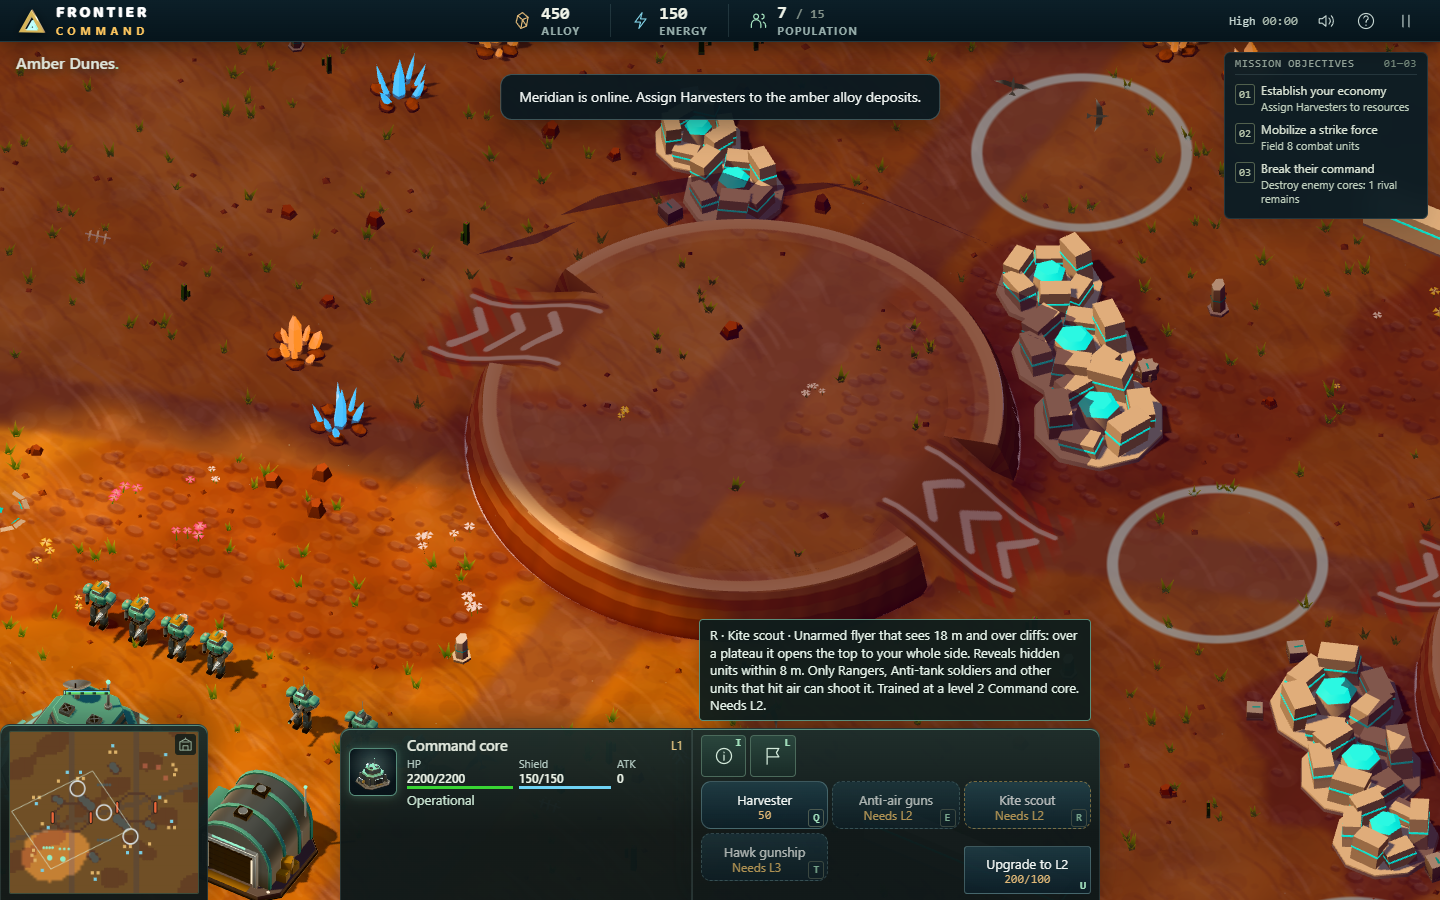 FRONTIER
COMMAND
450
ALLOY
150
ENERGY
7 / 15
POPULATION
High 00:00
Amber Dunes.
Meridian is online. Assign Harvesters to the amber alloy deposits.
MISSION OBJECTIVES 01—03
01 Establish your economy
Assign Harvesters to resources
02 Mobilize a strike force
Field 8 combat units
03 Break their command
Destroy enemy cores: 1 rival
remains
R · Kite scout · Unarmed flyer that sees 18 m and over cliffs: over
a plateau it opens the top to your whole side. Reveals hidden
units within 8 m. Only Rangers, Anti-tank soldiers and other
units that hit air can shoot it. Trained at a level 2 Command core.
Needs L2.
Command core L1
HP Shield ATK
2200/2200 150/150 0
Operational
I L
Harvester
50 Q
Anti-air guns
Needs L2 E
Kite scout
Needs L2 R
Hawk gunship
Needs L3 T
Upgrade to L2
200/100 U